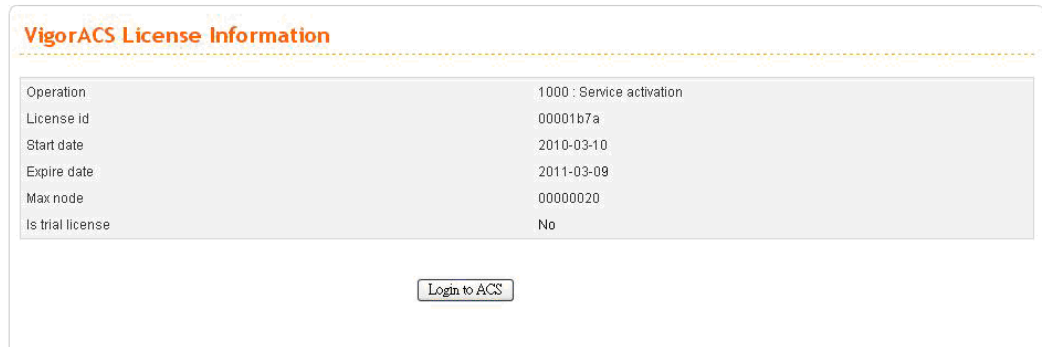 VigorACS License Information
Operation 1000 : Service activation
License id 00001b7a
Start date 2010-03-10
Expire date 2011-03-09
Max node 00000020
Is trial license No
Login to ACS